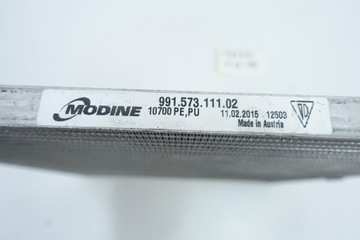 MODINE
991.573.111.02
10700 PE,PU 11.02.2015 12503
Made in Austria